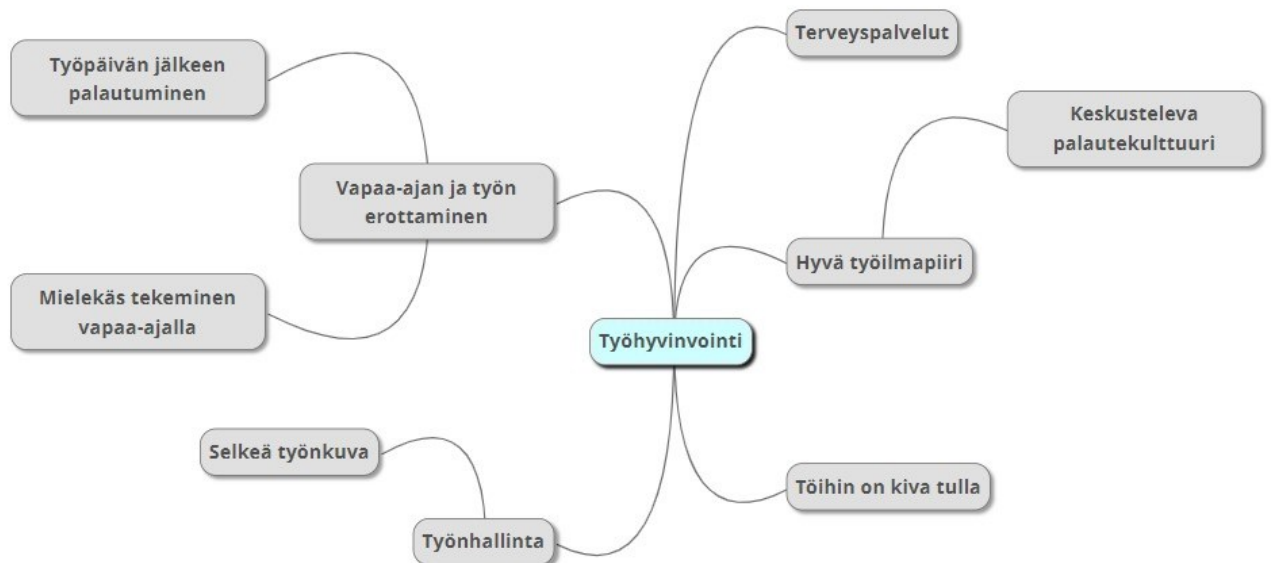 Terveyspalvelut
Työpäivän jälkeen
palautuminen
Keskusteleva
palautekulttuuri
Vapaa-ajan ja työn
erottaminen
Hyvä työilmapiiri
Mielekäs tekeminen
vapaa-ajalla
Työhyvinvointi
Selkeä työnkuva
Töihin on kiva tulla
Työnhallinta